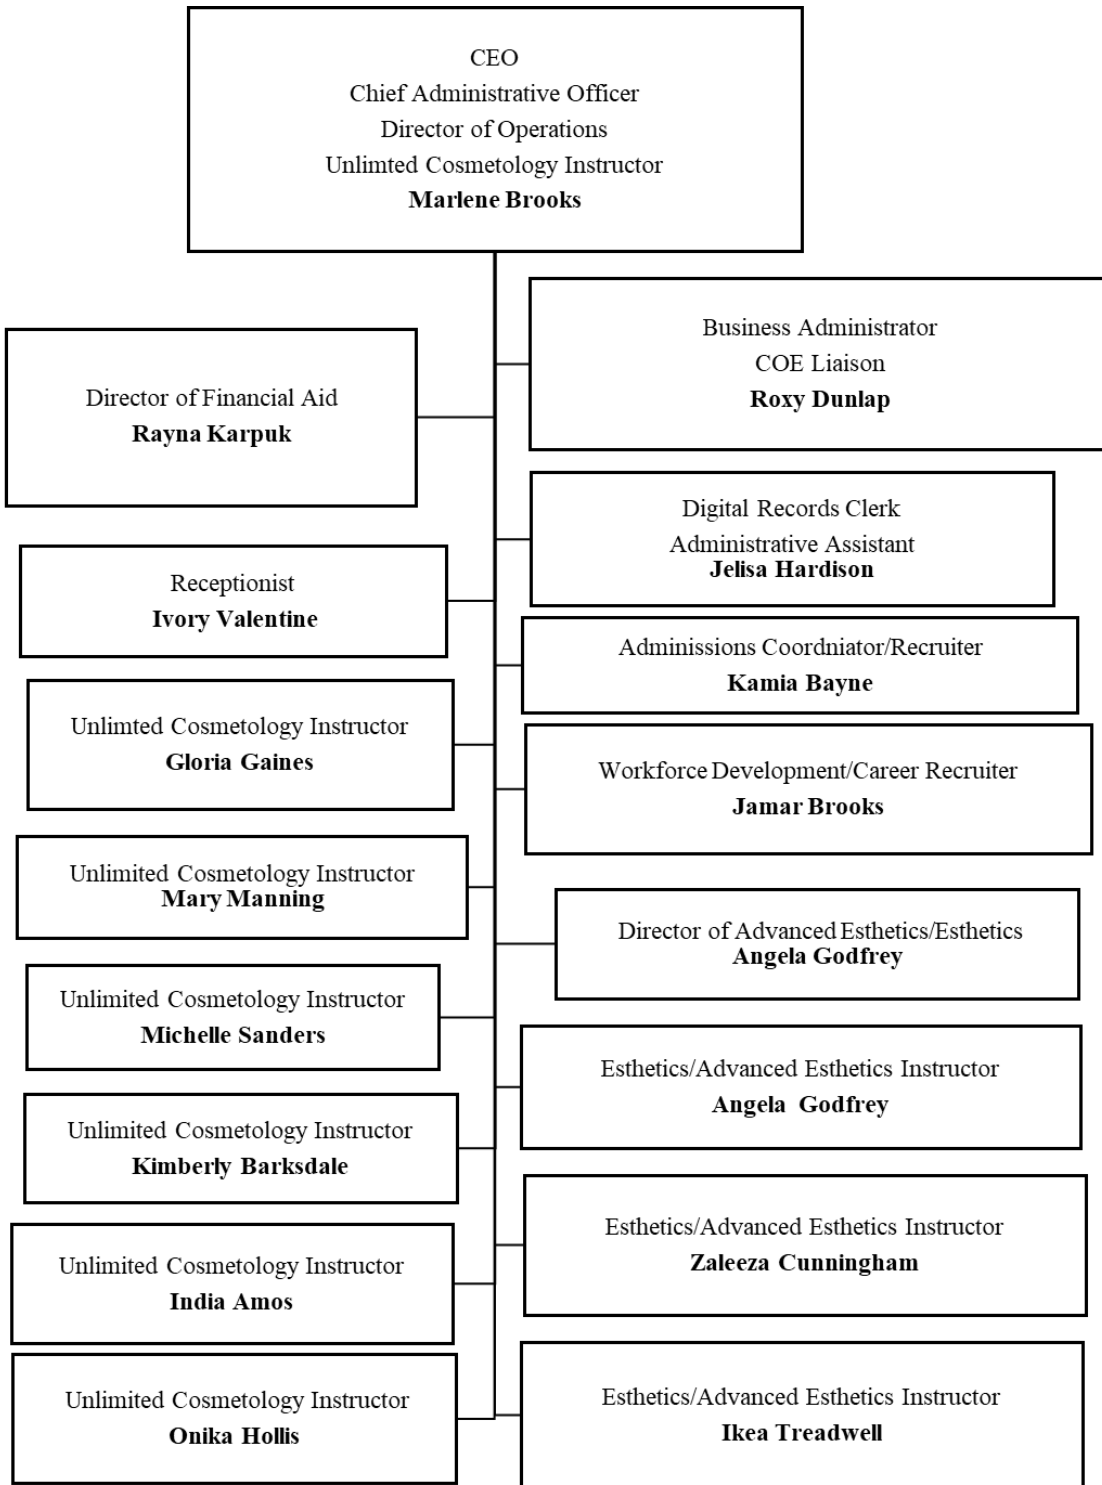 CEO
Chief Administrative Officer
Director of Operations
Unlimted Cosmetology Instructor
Marlene Brooks
Business Administrator
COE Liaison
Roxy Dunlap
Director of Financial Aid
Rayna Karpuk
Digital Records Clerk
Administrative Assistant
Jelisa Hardison
Receptionist
Ivory Valentine
Adminissions Coordniator/Recruiter
Kamia Bayne
Unlimted Cosmetology Instructor
Gloria Gaines
Workforce Development/Career Recruiter
Jamar Brooks
Unlimited Cosmetology Instructor
Mary Manning
Director of Advanced Esthetics/Esthetics
Angela Godfrey
Unlimited Cosmetology Instructor
Michelle Sanders
Esthetics/Advanced Esthetics Instructor
Angela Godfrey
Unlimited Cosmetology Instructor
Kimberly Barksdale
Esthetics/Advanced Esthetics Instructor
Zaleeza Cunningham
Unlimited Cosmetology Instructor
India Amos
Esthetics/Advanced Esthetics Instructor
Ikea Treadwell
Unlimited Cosmetology Instructor
Onika Hollis